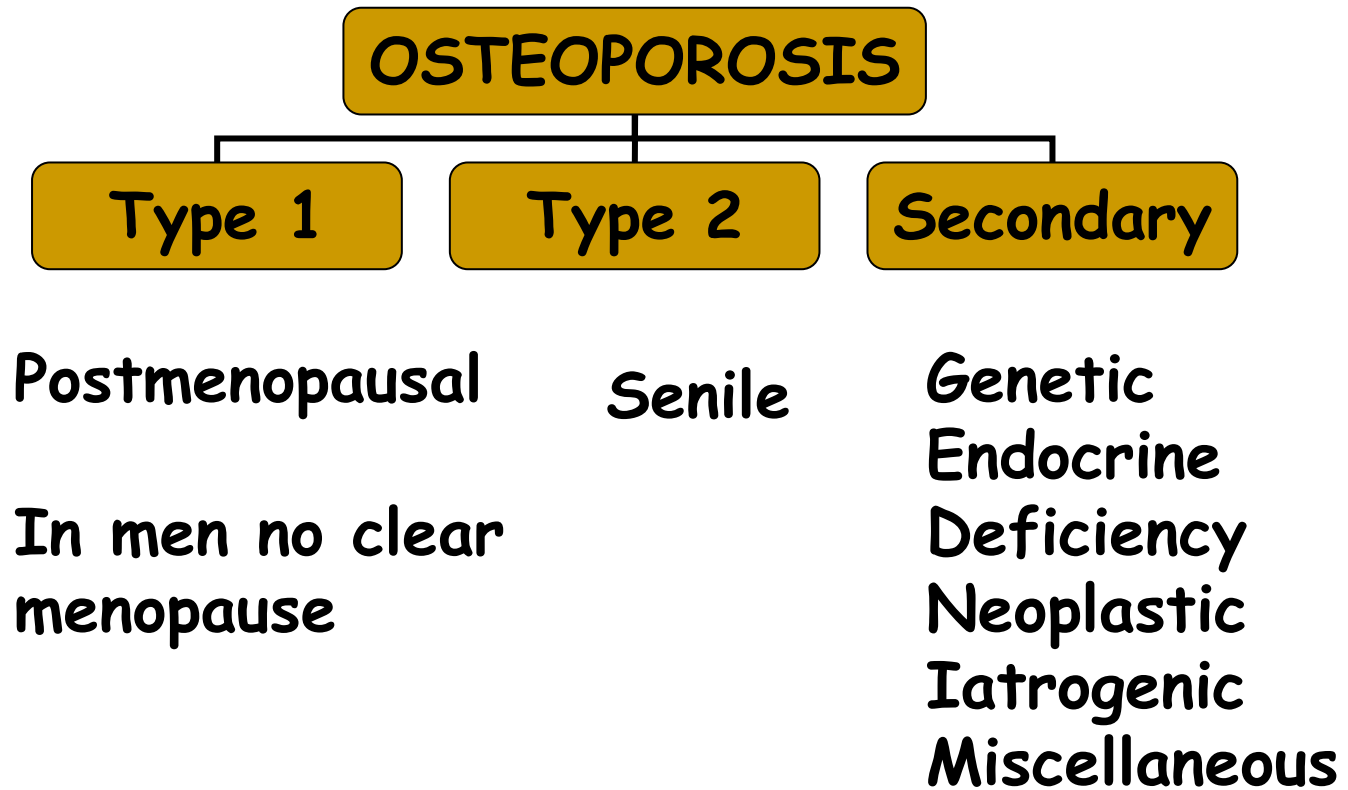 OSTEOPOROSIS
Type 1
Type 2
Secondary
Postmenopausal
In men no clear
menopause
Senile
Genetic
Endocrine
Deficiency
Neoplastic
Iatrogenic
Miscellaneous